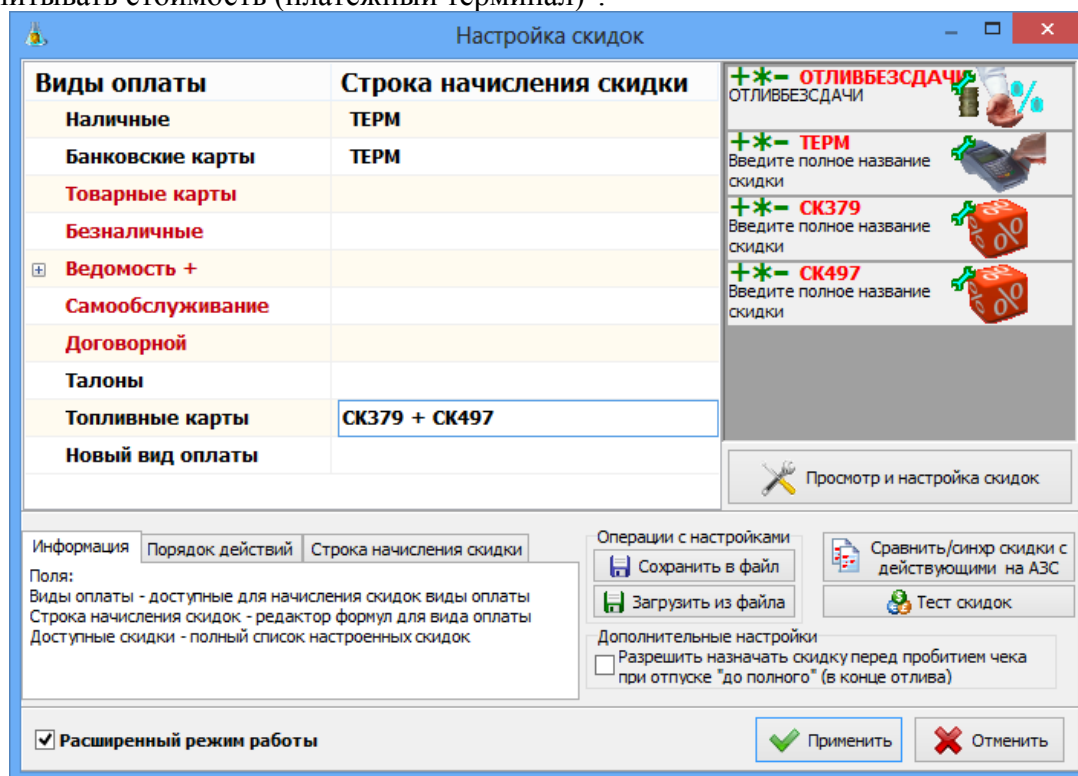 читывать стоимость (платежный терминал)".
Настройка скидок
Виды оплаты Строка начисления скидки
Наличные ТЕРМ
Банковские карты ТЕРМ
Товарные карты
Безналичные
Ведомость +
Самообслуживание
Договорной
Талоны
Топливные карты СК379 + СК497
Новый вид оплаты
ОТЛИВБЕЗСДАЧИ
ОТЛИВБЕЗСДАЧИ
ТЕРМ
Введите полное название
скидки
СК379
Введите полное название
скидки
СК497
Введите полное название
скидки
Просмотр и настройка скидок
Информация Порядок действий Строка начисления скидки
Поля:
Виды оплаты - доступные для начисления скидок виды оплаты
Строка начисления скидок - редактор формул для вида оплаты
Доступные скидки - полный список настроенных скидок
Операции с настройками
Сохранить в файл
Загрузить из файла
Сравнить/синхр скидки с
действующими на АЗС
Тест скидок
Дополнительные настройки
Разрешить назначать скидку перед пробитием чека
при отпуске "до полного" (в конце отлива)
Расширенный режим работы
Применить
Отменить